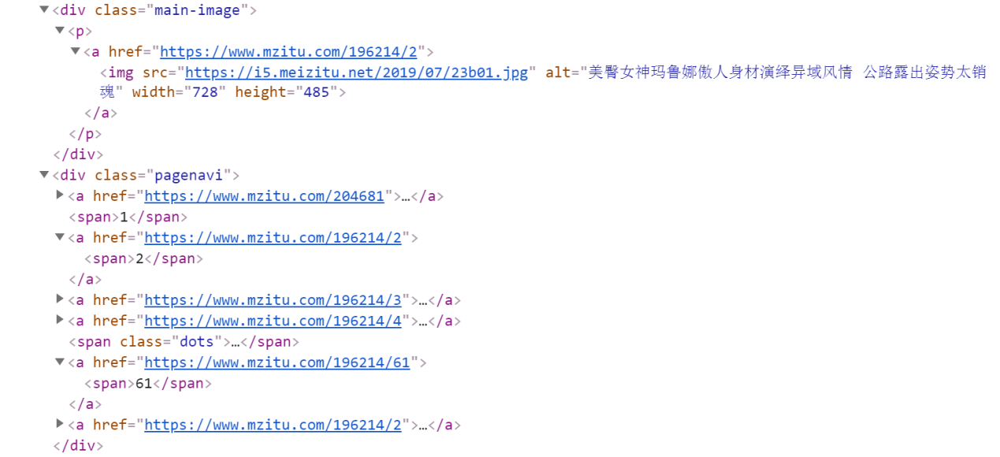 ▼<div class="main-image">
▼<p>
▼<a href="https://www.mzitu.com/196214/2">
<img src="https://i5.meizitu.net/2019/07/23b01.jpg" alt="美臀女神玛鲁娜傲人身材演绎异域风情 公路露出姿势太销
魂" width="728" height="485">
</a>
</p>
</div>
▼<div class="pagenavi">
▶<a href="https://www.mzitu.com/204681">…</a>
<span>1</span>
▼<a href="https://www.mzitu.com/196214/2">
<span>2</span>
</a>
▶<a href="https://www.mzitu.com/196214/3">…</a>
▶<a href="https://www.mzitu.com/196214/4">…</a>
<span class="dots">…</span>
▼<a href="https://www.mzitu.com/196214/61">
<span>61</span>
</a>
▶<a href="https://www.mzitu.com/196214/2">…</a>
</div>